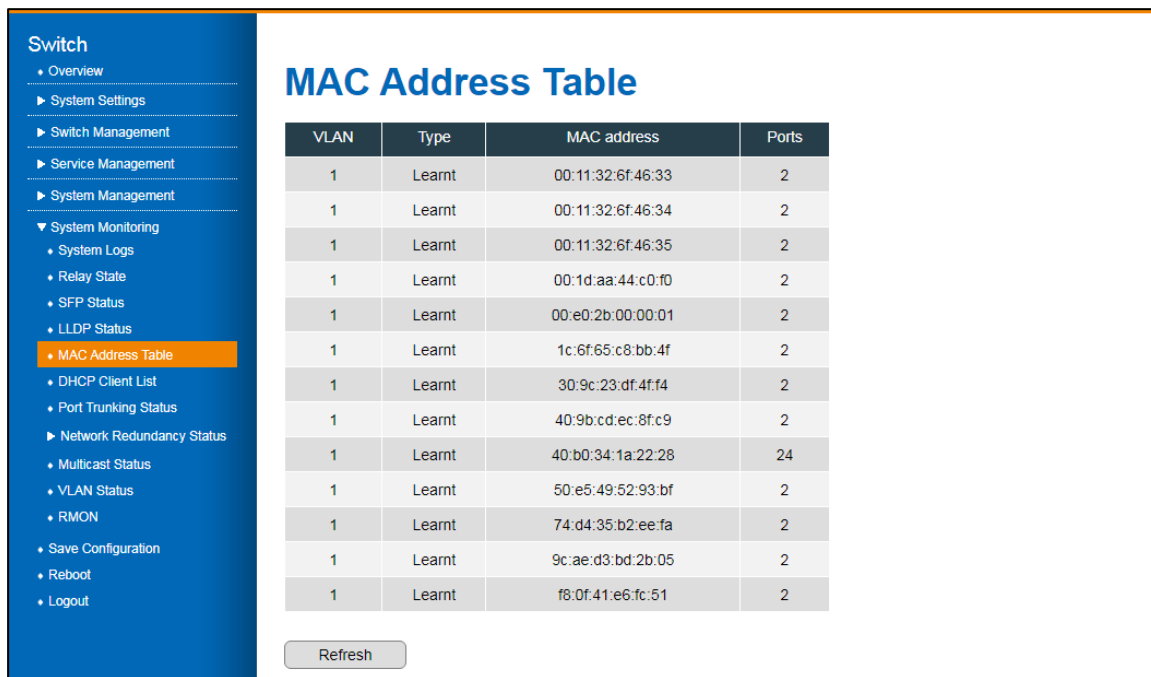 Switch
Overview
System Settings
Switch Management
Service Management
System Management
System Monitoring
System Logs
Relay State
SFP Status
LLDP Status
MAC Address Table
DHCP Client List
Port Trunking Status
Network Redundancy Status
Multicast Status
VLAN Status
RMON
Save Configuration
Reboot
Logout
MAC Address Table
VLAN Type MAC address Ports
1 Learnt 00:11:32:6f:46:33 2
1 Learnt 00:11:32:6f:46:34 2
1 Learnt 00:11:32:6f:46:35 2
1 Learnt 00:1d:aa:44:c0:f0 2
1 Learnt 00:e0:2b:00:00:01 2
1 Learnt 1c:6f:65:c8:bb:4f 2
1 Learnt 30:9c:23:df:4f:f4 2
1 Learnt 40:9b:cd:ec:8f:c9 2
1 Learnt 40:b0:34:1a:22:28 24
1 Learnt 50:e5:49:52:93:bf 2
1 Learnt 74:d4:35:b2:ee:fa 2
1 Learnt 9c:ae:d3:bd:2b:05 2
1 Learnt f8:0f:41:e6:fc:51 2
Refresh